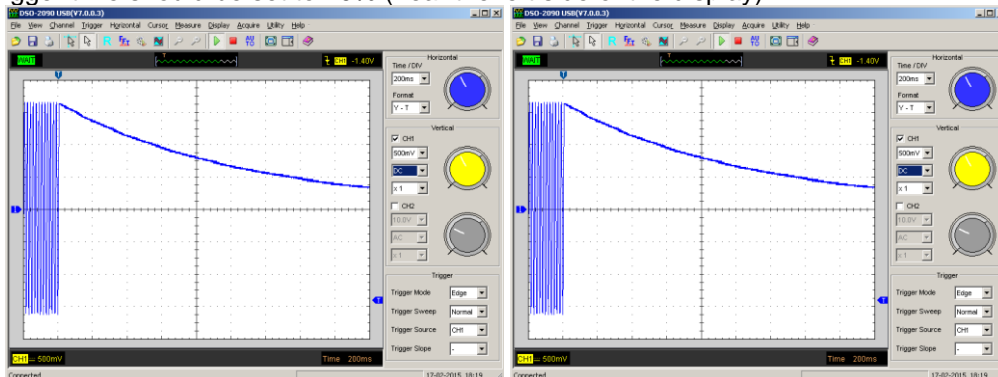 DSO-2090 USB(V7.0.0.3)
File View Channel Trigger Horizontal Cursor Measure Display Acquire Utility Help
WAIT
T
CH1 -1.40V
Horizontal
Time / DIV
200ms
Format
Y - T
Vertical
CH1
500mV
DC
x 1
CH2
10.0V
AC
x 1
Trigger
Trigger Mode
Edge
Trigger Sweep
Normal
Trigger Source
CH1
Trigger Slope
-
CH1 500mV
Time 200ms
Connected
17-02-2015 18:19
DSO-2090 USB(V7.0.0.3)
File View Channel Trigger Horizontal Cursor Measure Display Acquire Utility Help
WAIT
T
CH1 -1.40V
Horizontal
Time / DIV
200ms
Format
Y - T
Vertical
CH1
500mV
DC
x 1
CH2
10.0V
AC
x 1
Trigger
Trigger Mode
Edge
Trigger Sweep
Normal
Trigger Source
CH1
Trigger Slope
-
CH1 500mV
Time 200ms
Connected
17-02-2015 18:19